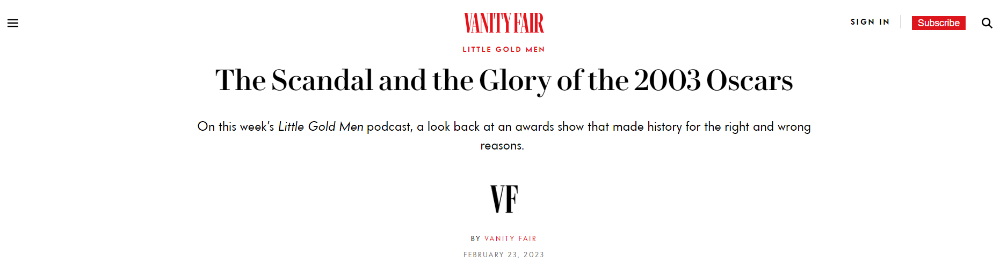 VANITY FAIR
SIGN IN
Subscribe
LITTLE GOLD MEN
The Scandal and the Glory of the 2003 Oscars
On this week's Little Gold Men podcast, a look back at an awards show that made history for the right and wrong
reasons.
VF
BY VANITY FAIR
FEBRUARY 23, 2023